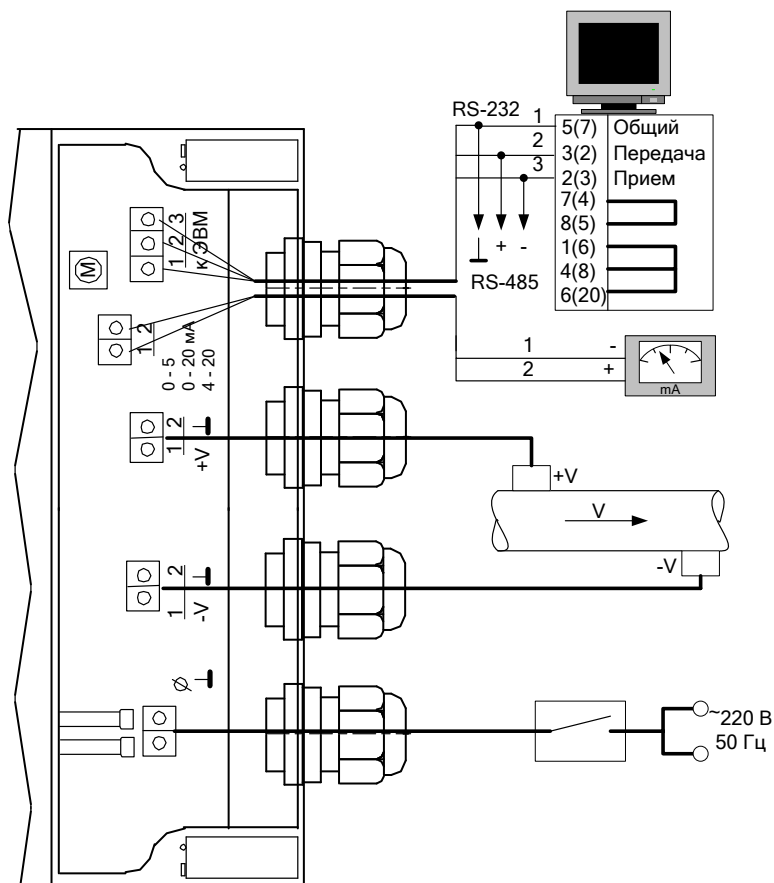 RS-232
1
2
3
5(7) Общий
3(2) Передача
2(3) Прием
7(4)
8(5)
1(6)
4(8)
6(20)
+ -
RS-485
1 2 3
к ЭВМ
М
1 2
0 - 5
0 - 20 мА
4 - 20
1 -
2 +
mA
1 2
+V
+V
V
-V
1 2
-V
~220 В
50 Гц